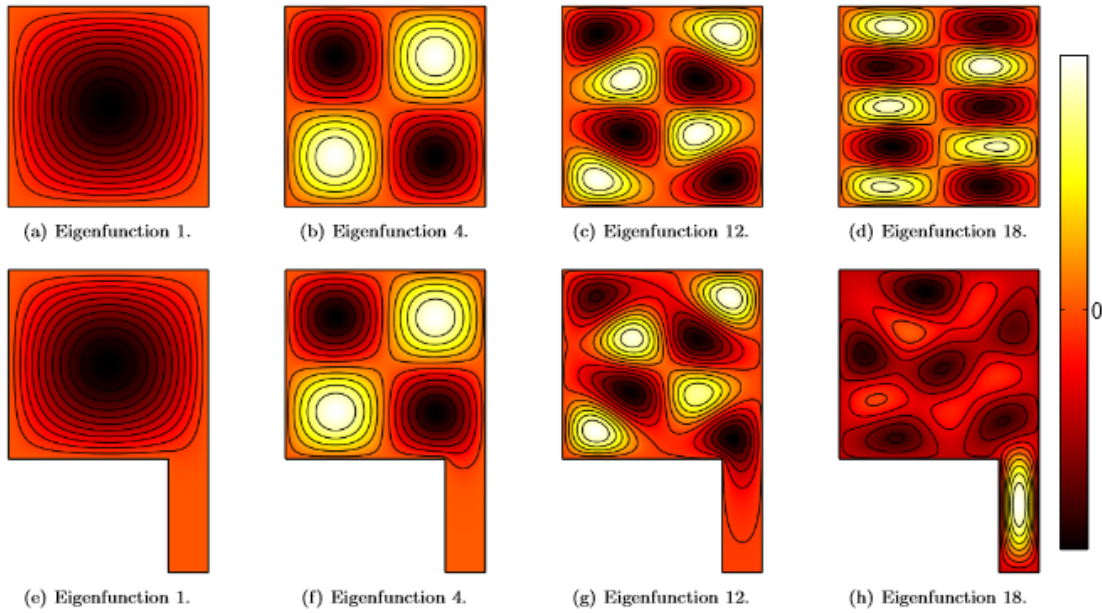 (a) Eigenfunction 1.
(b) Eigenfunction 4.
(c) Eigenfunction 12.
(d) Eigenfunction 18.
0
(e) Eigenfunction 1.
(f) Eigenfunction 4.
(g) Eigenfunction 12.
(h) Eigenfunction 18.